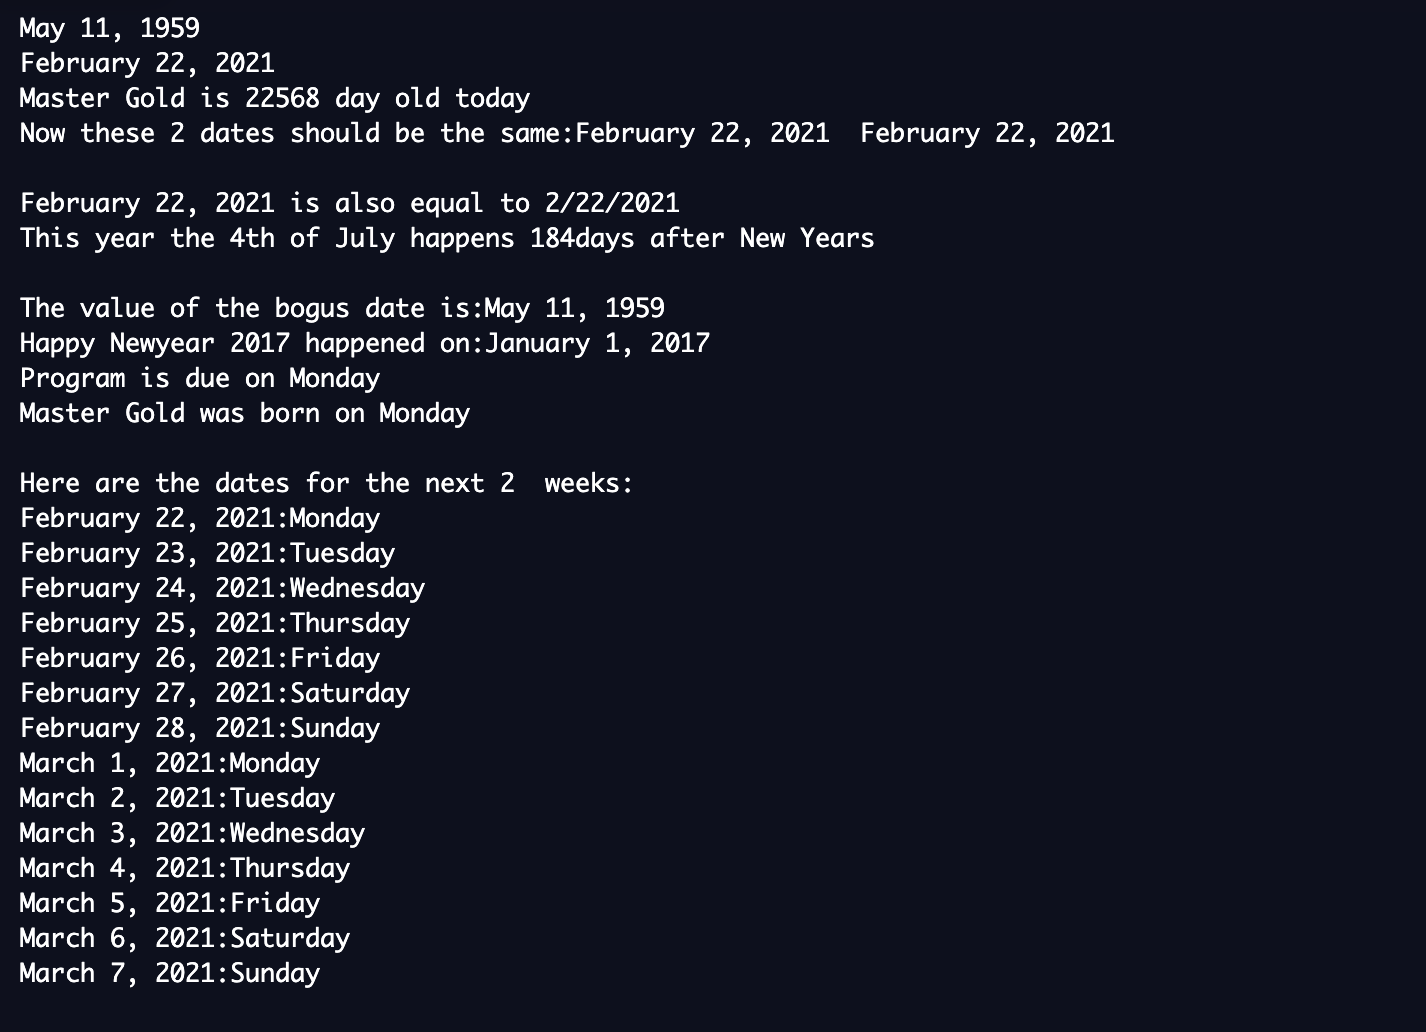 May 11, 1959
February 22, 2021
Master Gold is 22568 day old today
Now these 2 dates should be the same:February 22, 2021  February 22, 2021

February 22, 2021 is also equal to 2/22/2021
This year the 4th of July happens 184days after New Years

The value of the bogus date is:May 11, 1959
Happy Newyear 2017 happened on:January 1, 2017
Program is due on Monday
Master Gold was born on Monday

Here are the dates for the next 2  weeks:
February 22, 2021:Monday
February 23, 2021:Tuesday
February 24, 2021:Wednesday
February 25, 2021:Thursday
February 26, 2021:Friday
February 27, 2021:Saturday
February 28, 2021:Sunday
March 1, 2021:Monday
March 2, 2021:Tuesday
March 3, 2021:Wednesday
March 4, 2021:Thursday
March 5, 2021:Friday
March 6, 2021:Saturday
March 7, 2021:Sunday